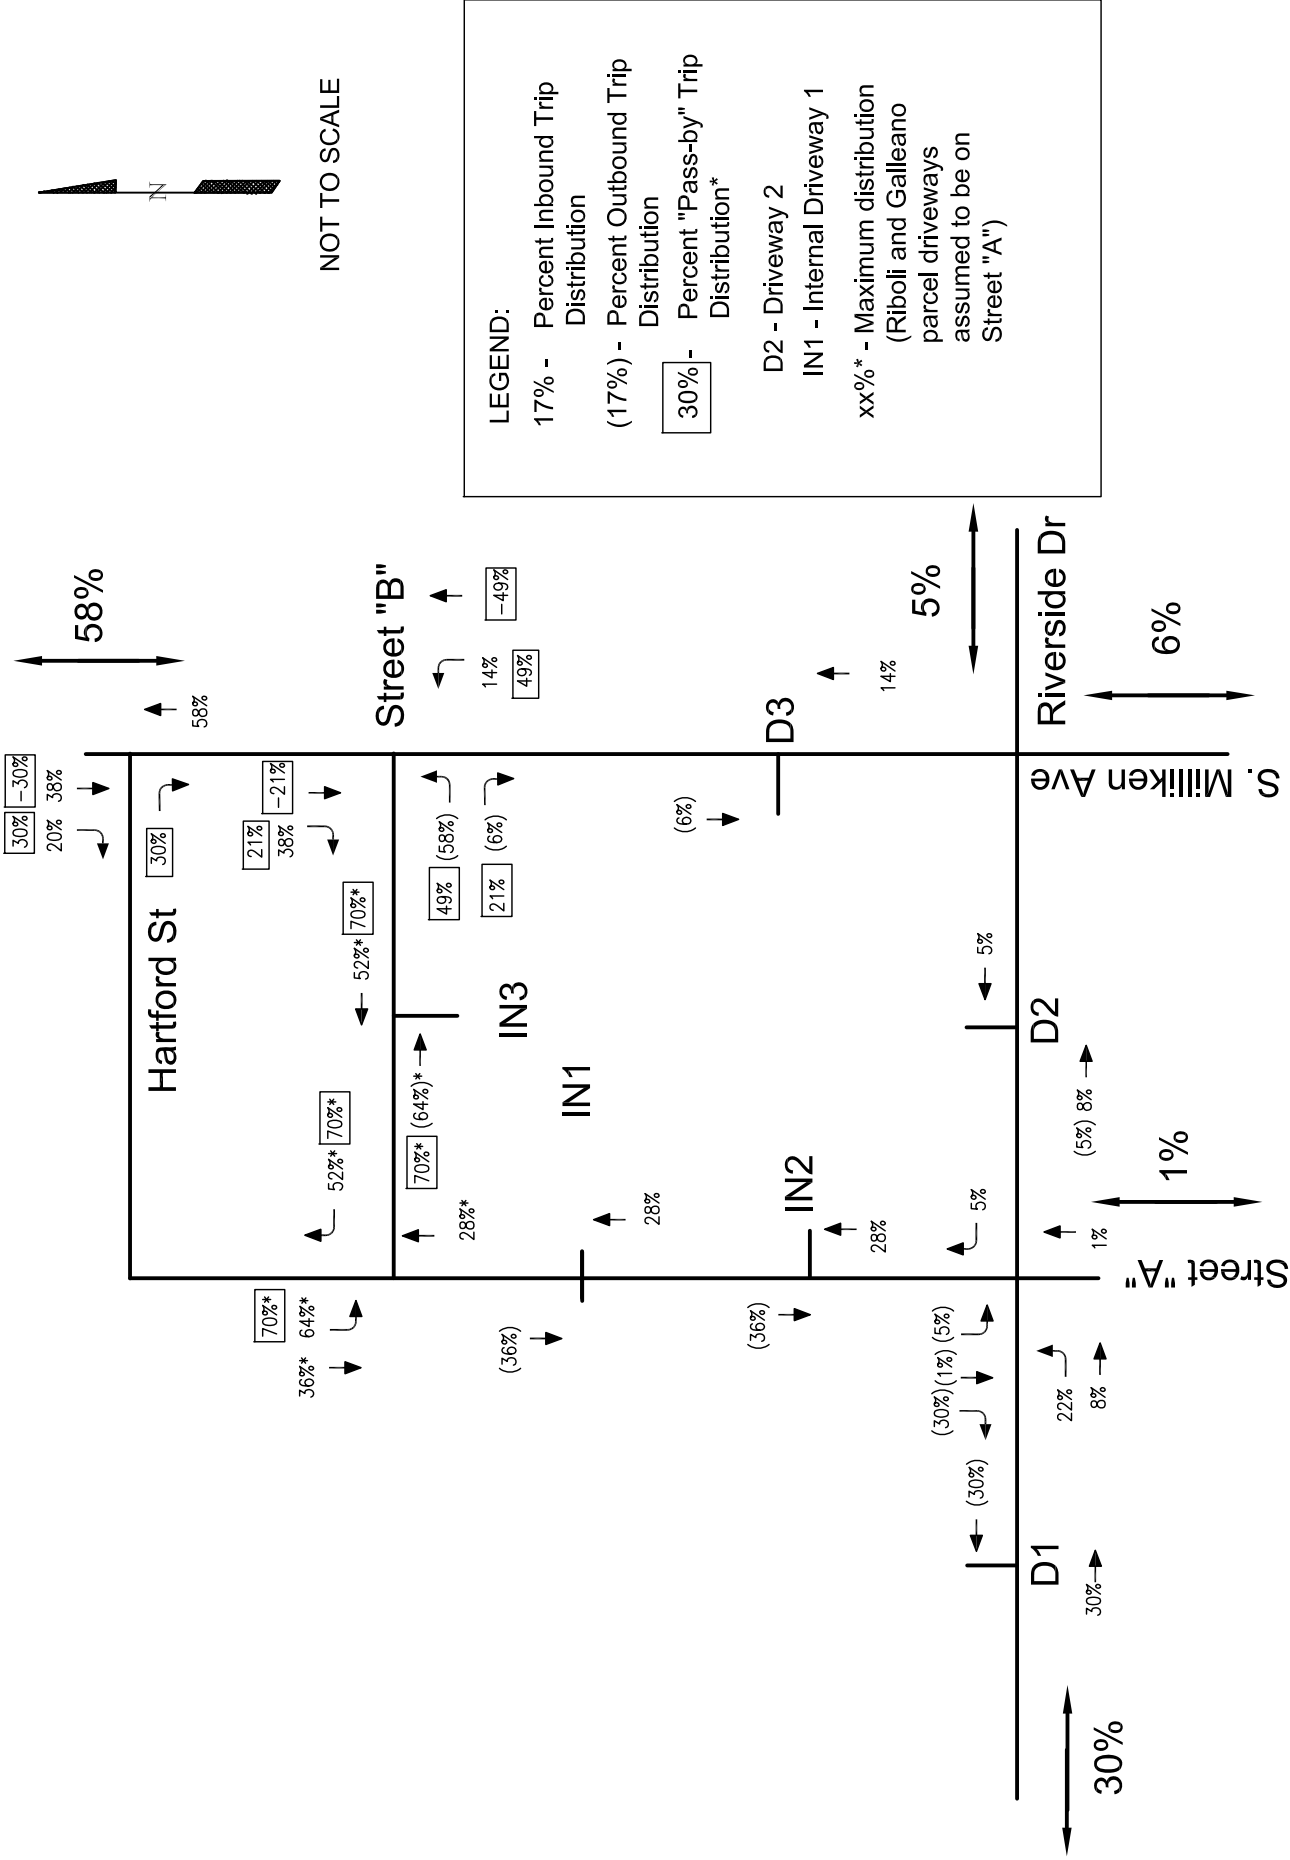 58%
N
NOT TO SCALE
30%
-30%
20%
38%
58%
30%
Hartford St
21%
-21%
38%
52%*
70%*
52%*
70%*
Street "B"
14%
49%
-49%
49%
(58%)
21%
(6%)
70%*
64%*
36%*
70%*
(64%)*
28%*
IN3
IN1
28%
(36%)
(6%)
D3
14%
IN2
28%
(36%)
5%
5%
5%
(30%)
(1%)
(5%)
(30%)
D1
D2
Riverside Dr
S. Milliken Ave
6%
30%
22%
8%
1%
(5%) 8%
1%
Street "A"
30%
LEGEND:
17% - Percent Inbound Trip
Distribution
(17%) - Percent Outbound Trip
Distribution
30% - Percent "Pass-by" Trip
Distribution*
D2 - Driveway 2
IN1 - Internal Driveway 1
xx%* - Maximum distribution
(Riboli and Galleano
parcel driveways
assumed to be on
Street "A")